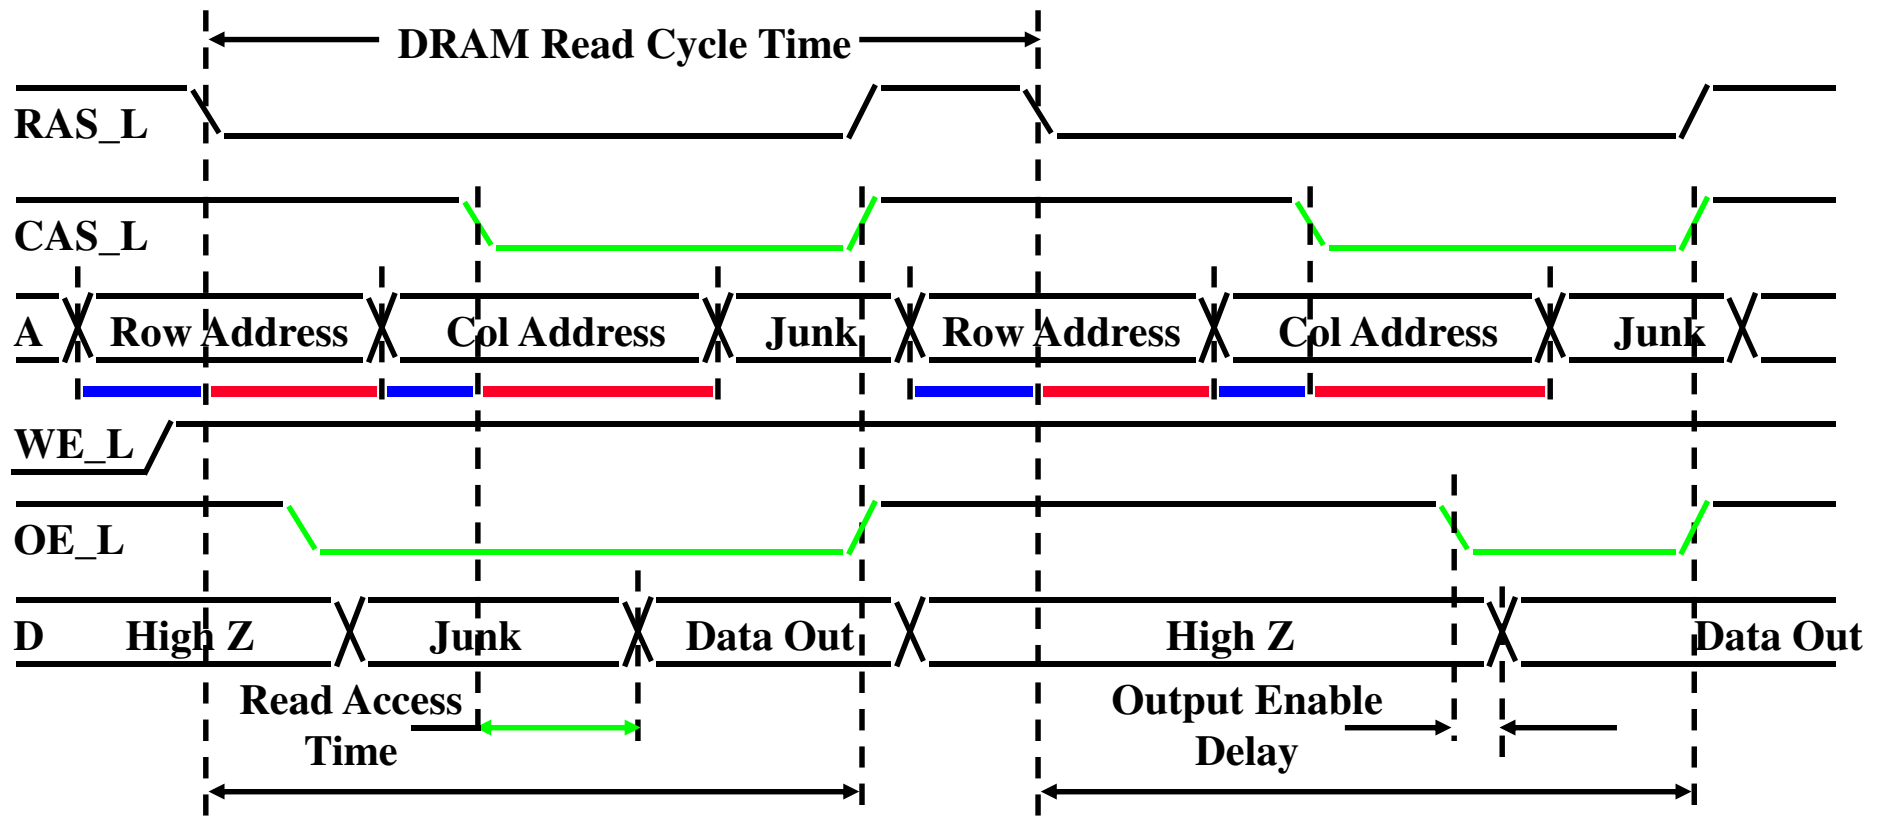 DRAM Read Cycle Time
RAS_L
CAS_L
A Row Address Col Address Junk Row Address Col Address Junk
WE_L
OE_L
D High Z Junk Data Out High Z Data Out
Read Access Output Enable
Time Delay